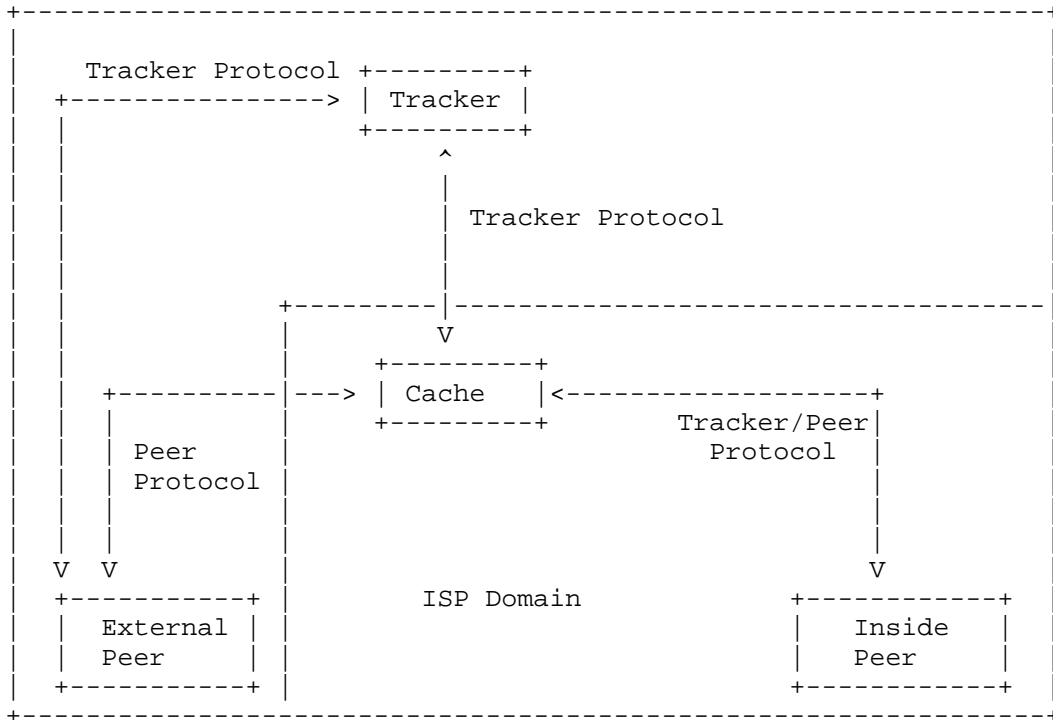 Tracker Protocol
Tracker
Tracker Protocol
Cache
Tracker/Peer
Protocol
Peer
Protocol
ISP Domain
External
Peer
Inside
Peer